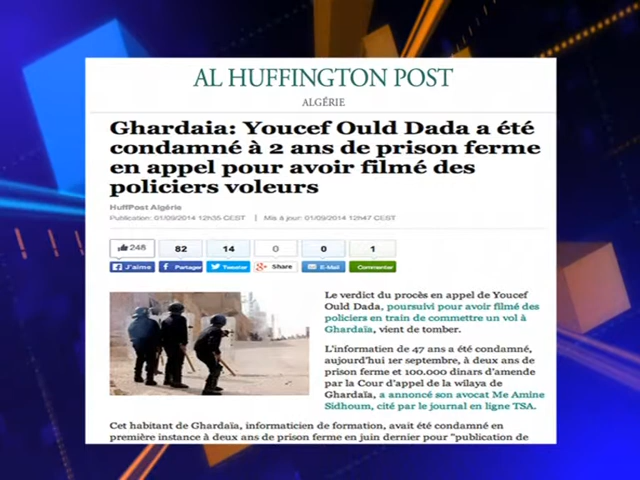 AL HUFFINGTON POST
ALGÉRIE
Ghardaia: Youcef Ould Dada a été
condamné à 2 ans de prison ferme
en appel pour avoir filmé des
policiers voleurs
HuffPost Algérie
Publication: 01/09/2014 12h35 CEST | Mis à jour: 01/09/2014 12h47 CEST
248 82 14 0 0 1
J'aime Partager Tweeter Share E-Mail Commenter
Le verdict du procès en appel de Youcef
Ould Dada, poursuivi pour avoir filmé des
policiers en train de commettre un vol à
Ghardaïa, vient de tomber.
L'information de 47 ans a été condamné,
aujourd'hui 1er septembre, à deux ans de
prison ferme et 100.000 dinars d'amende
par la Cour d'appel de la wilaya de
Ghardaïa, a annoncé son avocat Me Amine
Sidhoum, cité par le journal en ligne TSA.
Cet habitant de Ghardaïa, informaticien de formation, avait été condamné en
première instance à deux ans de prison ferme en juin dernier pour "publication de